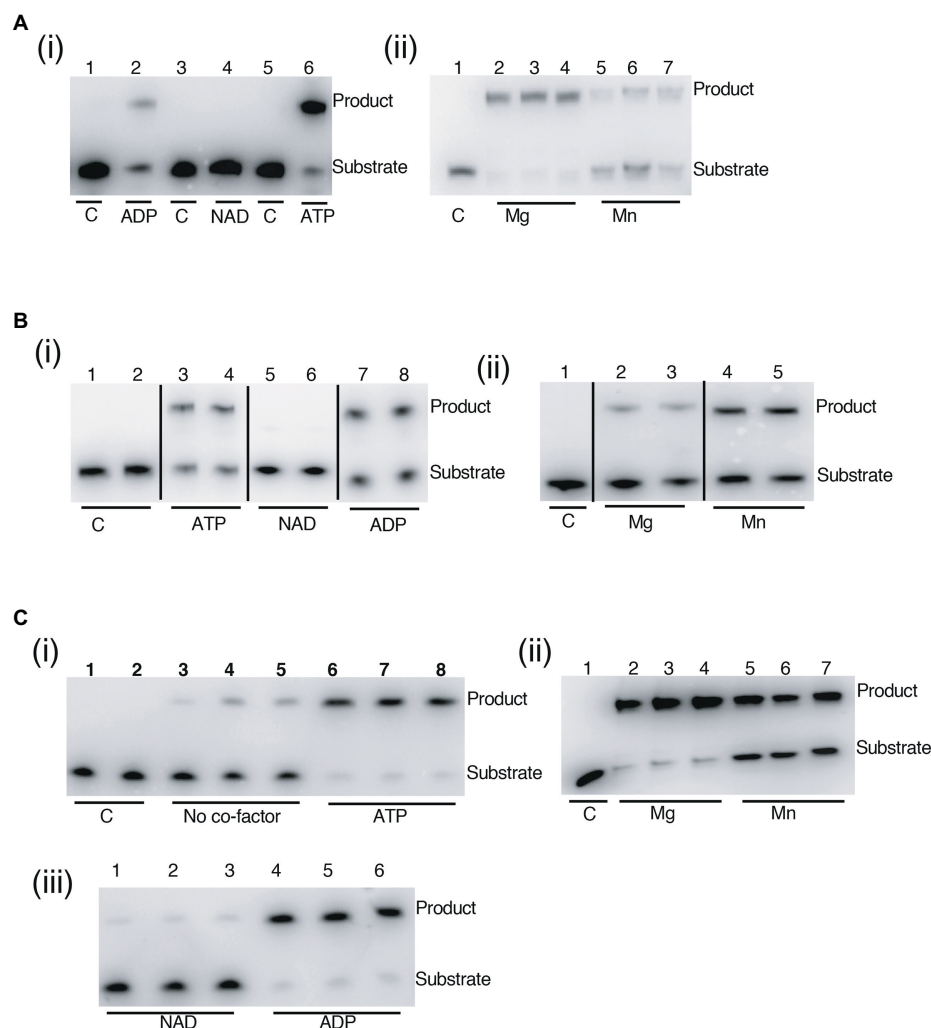 A
(i)
(ii)
1 2 3 4 5 6
1 2 3 4 5 6 7
Product
Substrate
Product
Substrate
C ADP C NAD C ATP
C Mg Mn
B
(i)
(ii)
1 2 3 4 5 6 7 8
1 2 3 4 5
Product
Substrate
Product
Substrate
C ATP NAD ADP
C Mg Mn
C
(i)
(ii)
1 2 3 4 5 6 7 8
1 2 3 4 5 6 7
Product
Substrate
Product
Substrate
C No co-factor ATP
C Mg Mn
(iii)
1 2 3 4 5 6
Product
Substrate
NAD ADP